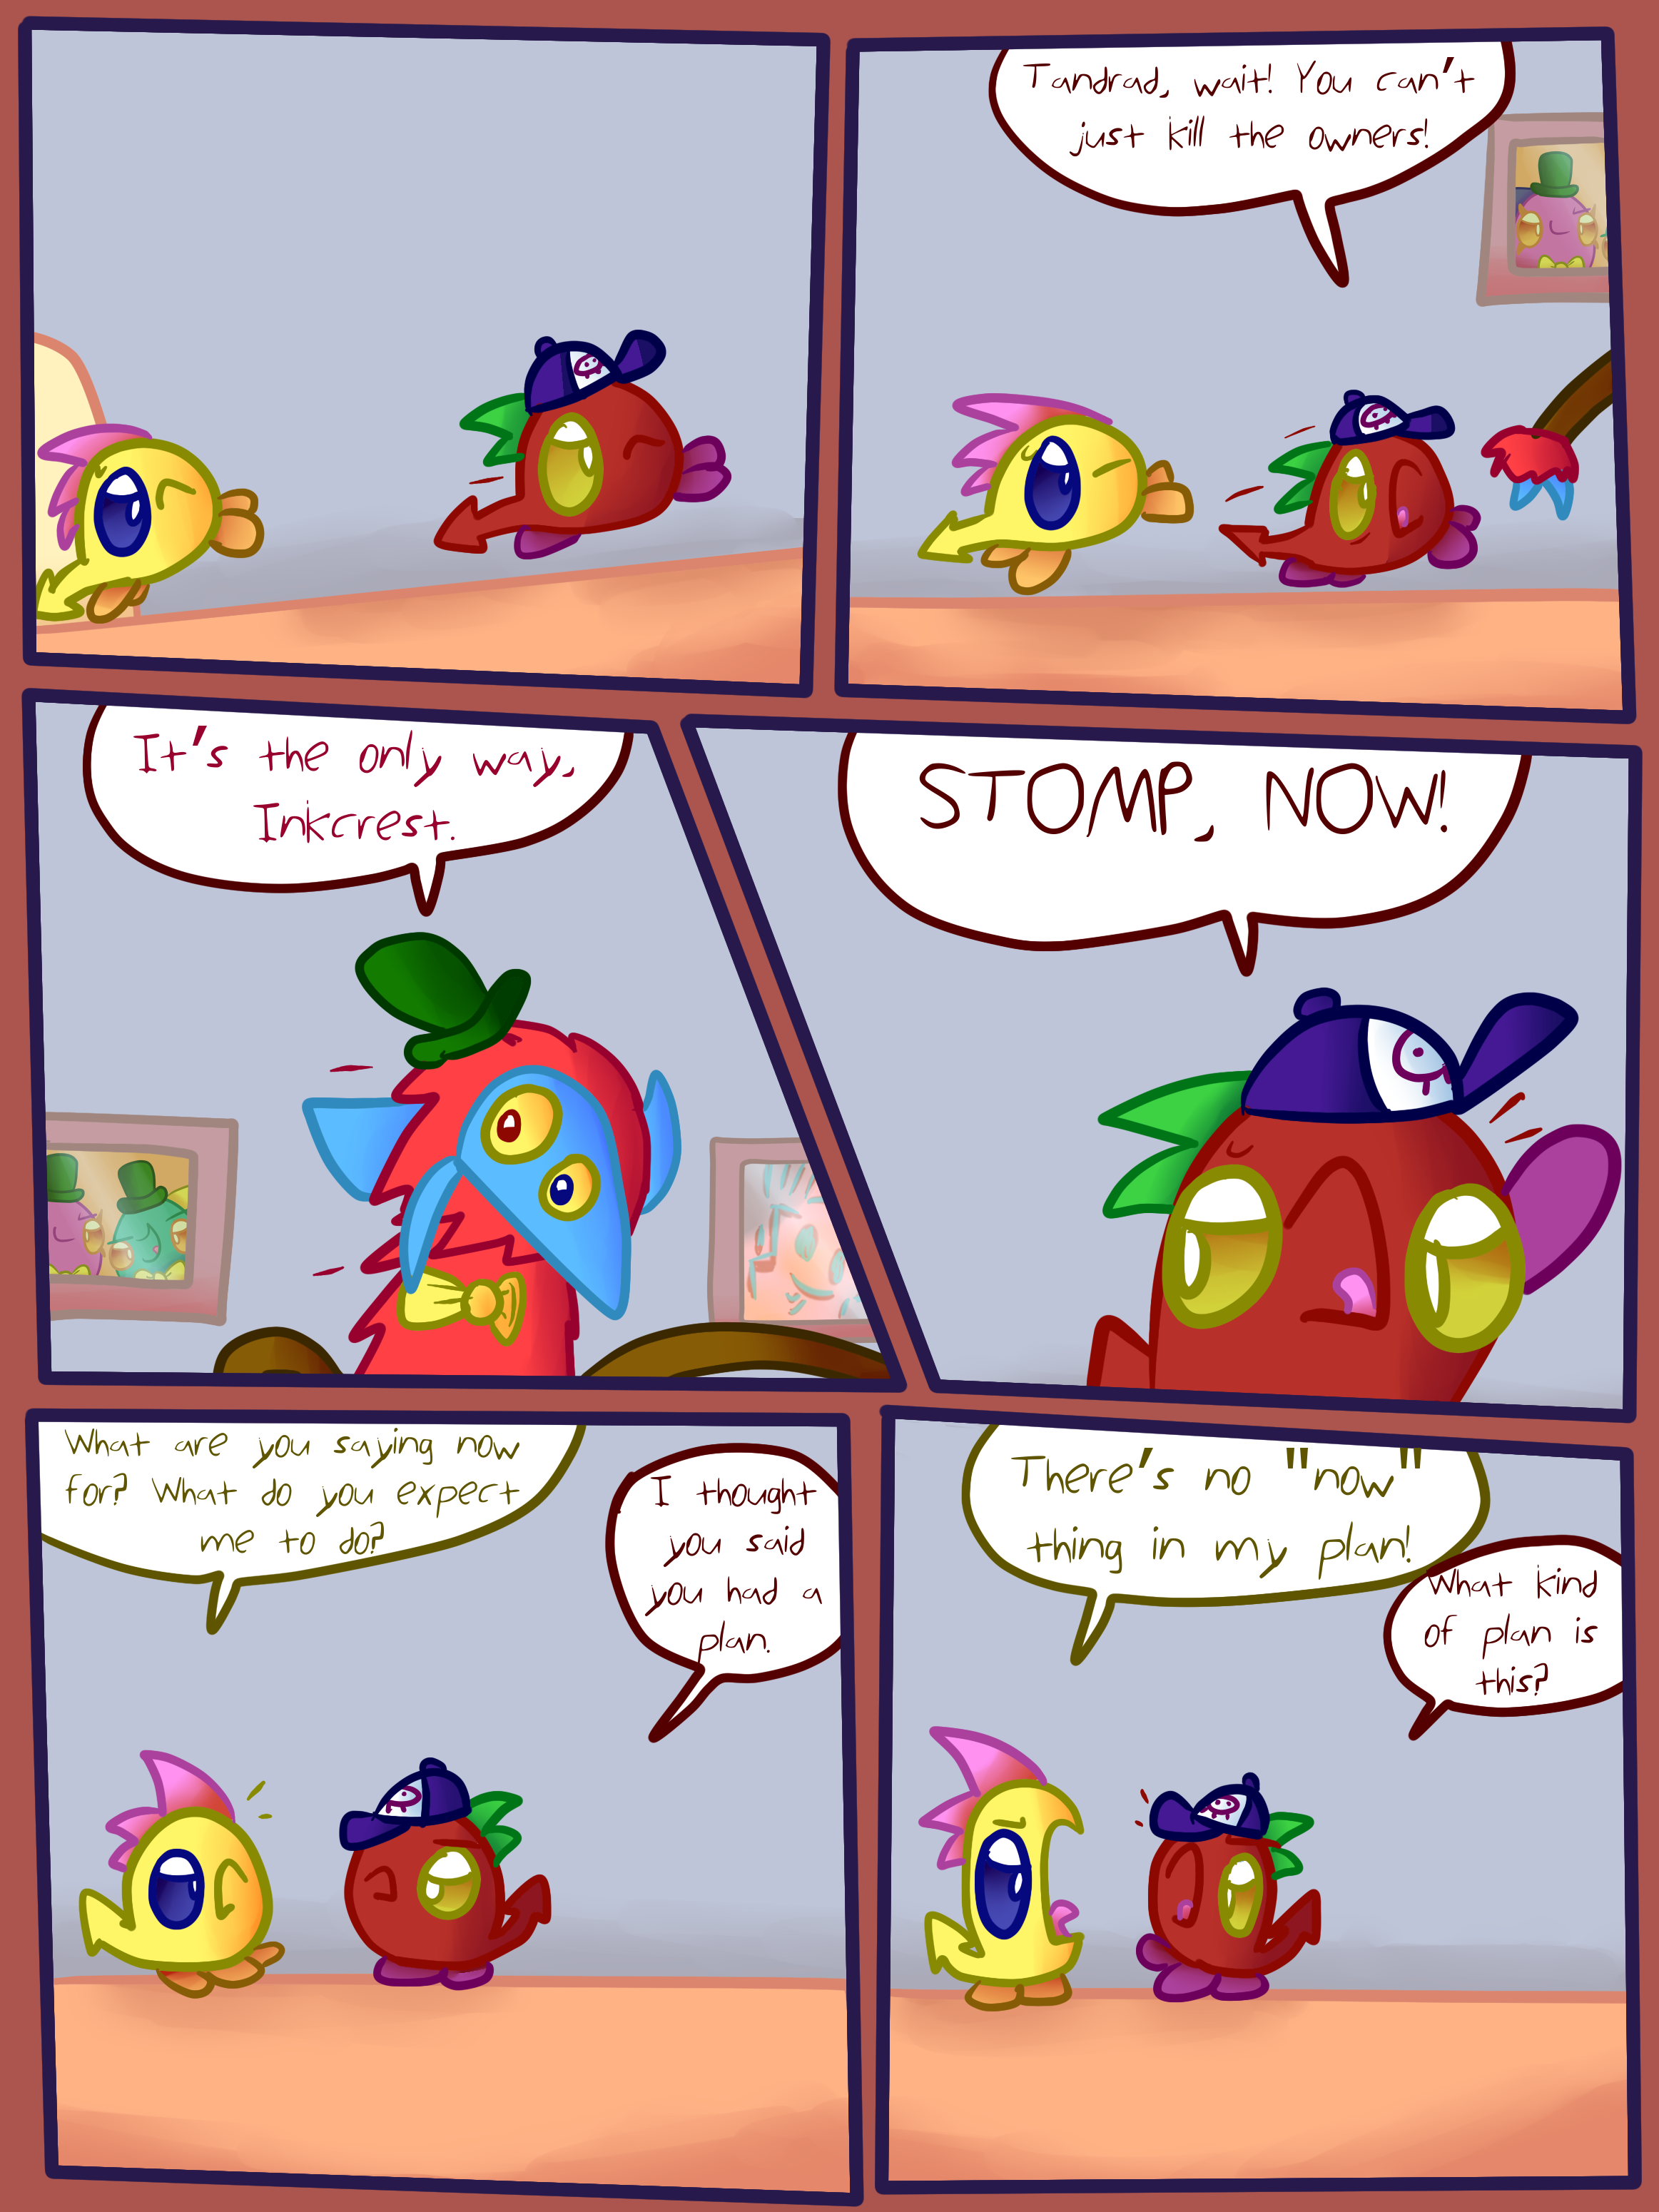 Tandrad, wait! You can't
just kill the owners!
It's the only way,
Inkcrest.
STOMP, NOW!
What are you saying now
for? What do you expect
me to do?
I thought
you said
you had a
plan.
There's no "now"
thing in my plan!
What kind
of plan is
this?